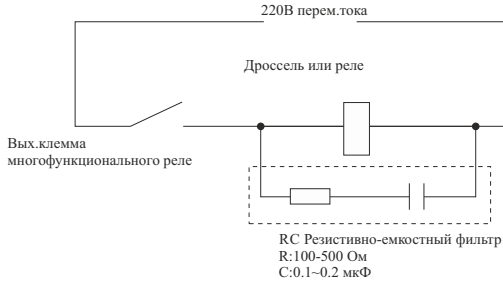 220В перем.тока
Дроссель или реле
Вых.клемма
многофункционального реле
RC Резистивно-емкостный фильтр
R:100-500 Ом
C:0.1~0.2 мкФ